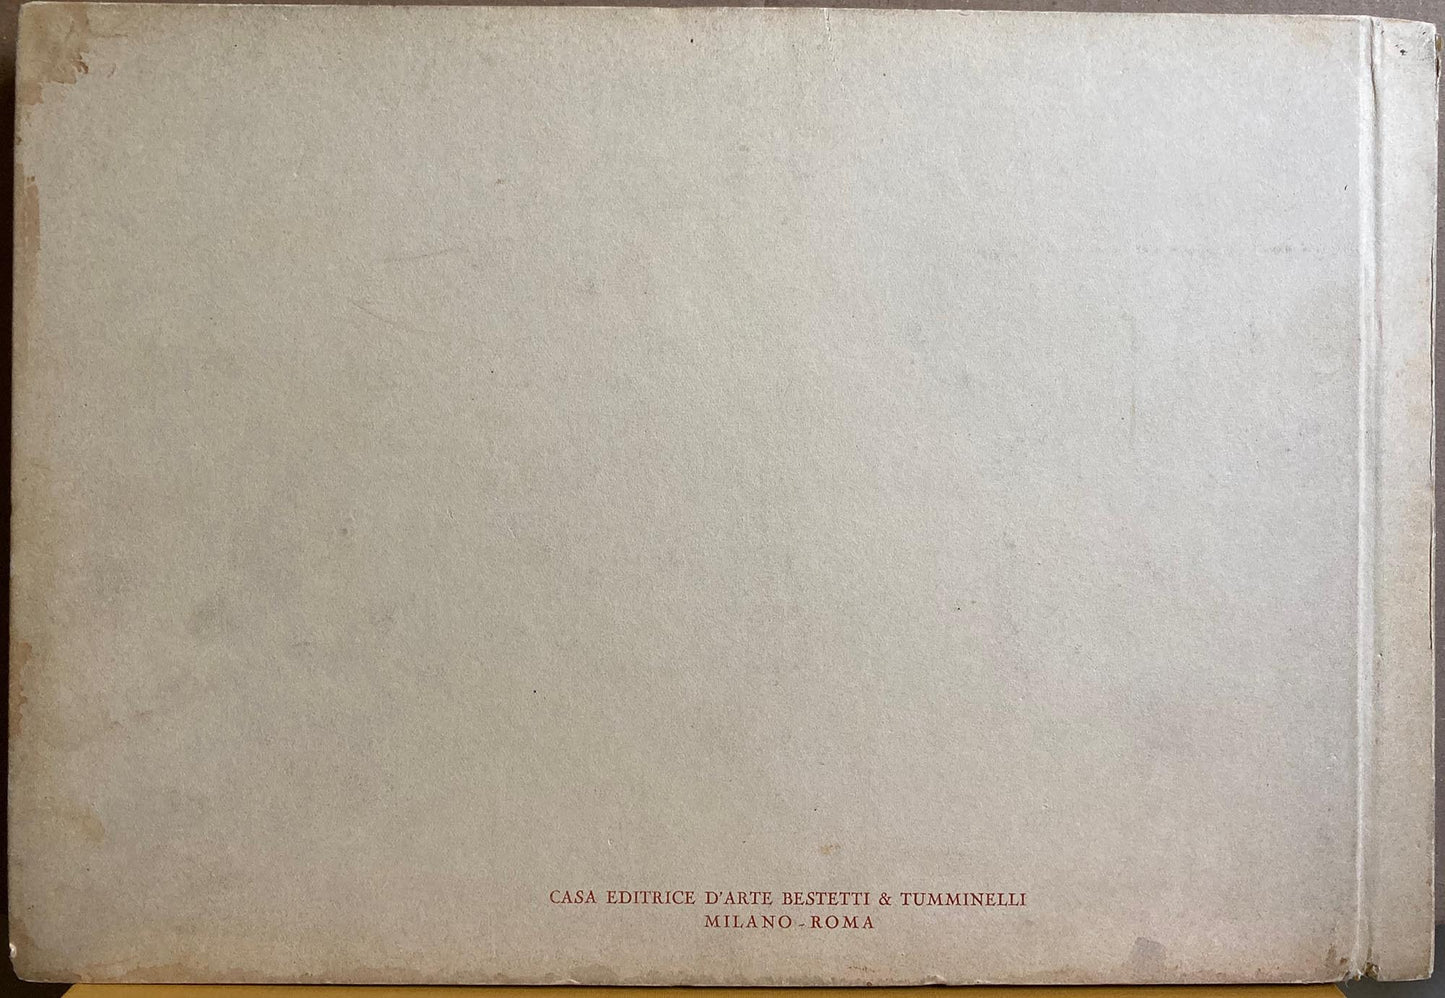 CASA EDITRICE D'ARTE BESTETTI & TUMMINELLI
MILANO - ROMA